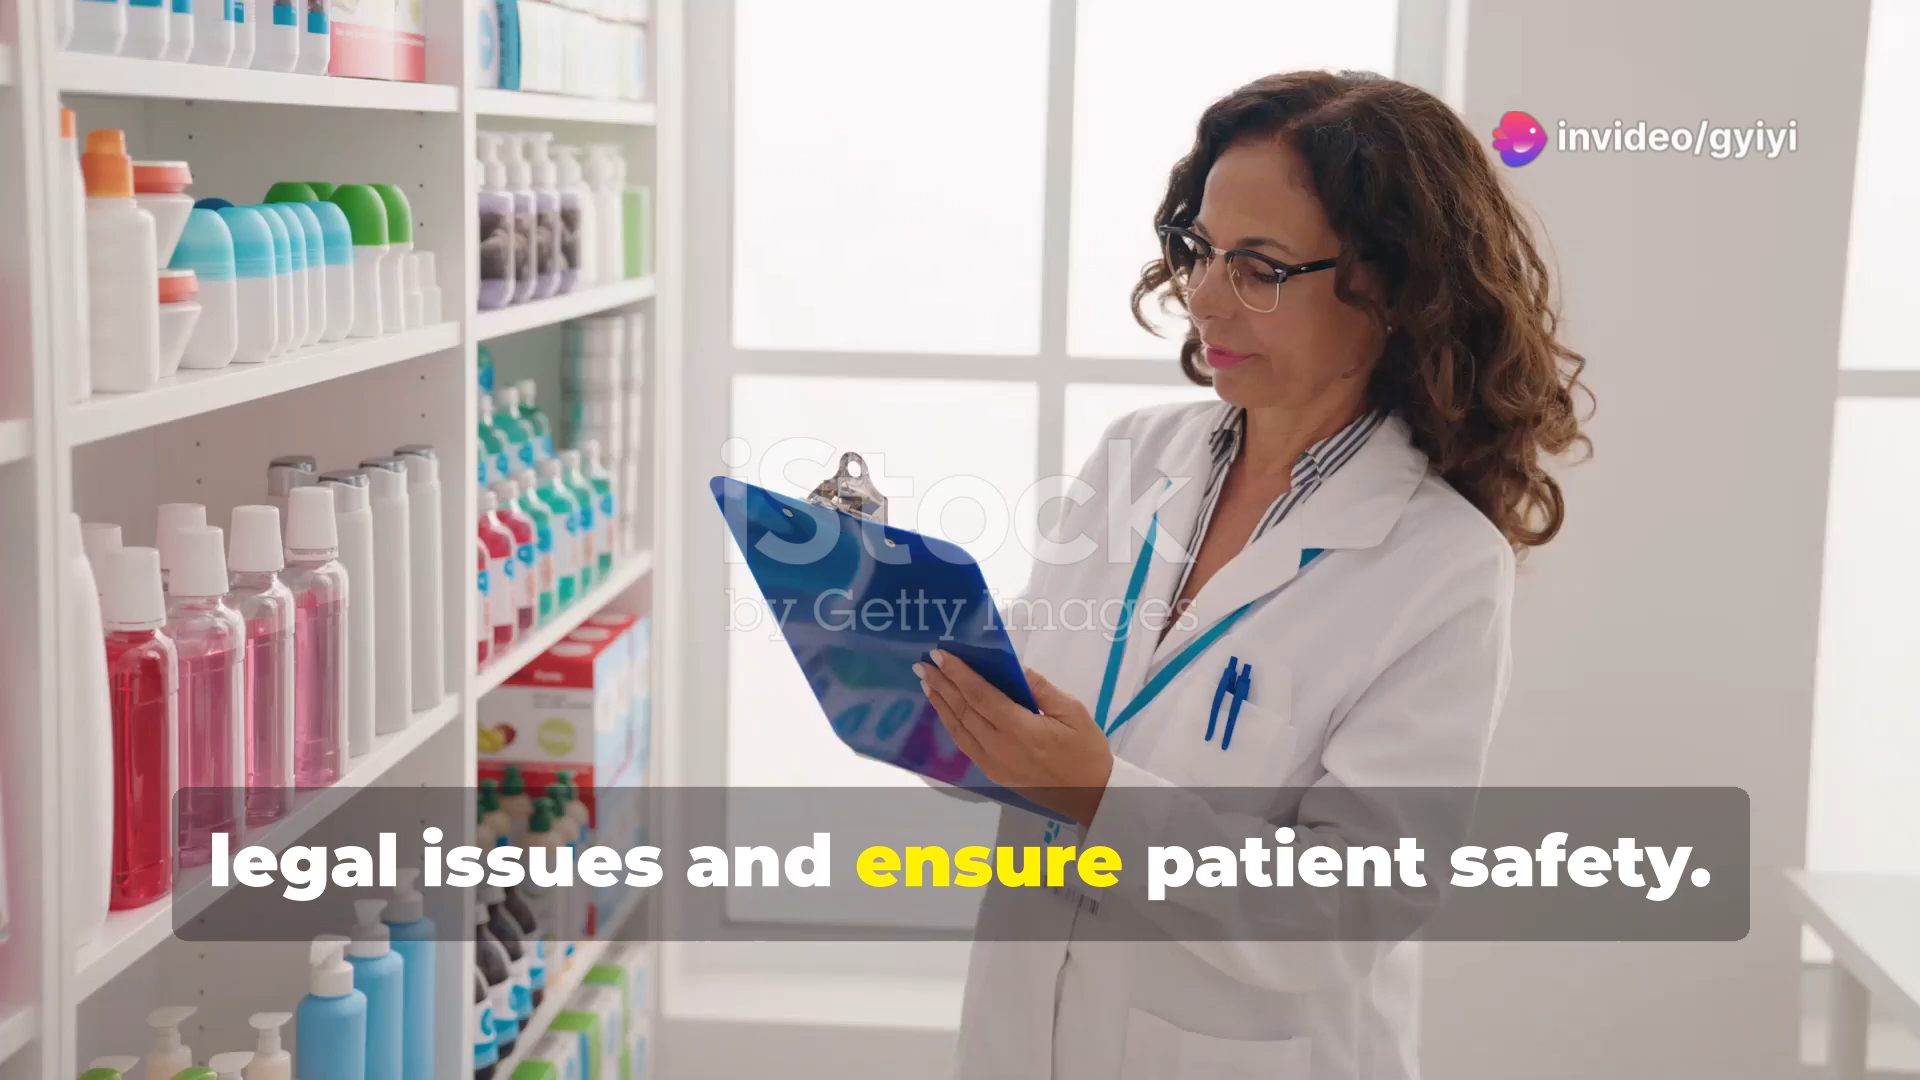 invideo/gyiyi
iStock
by Getty Images
legal issues and ensure patient safety.